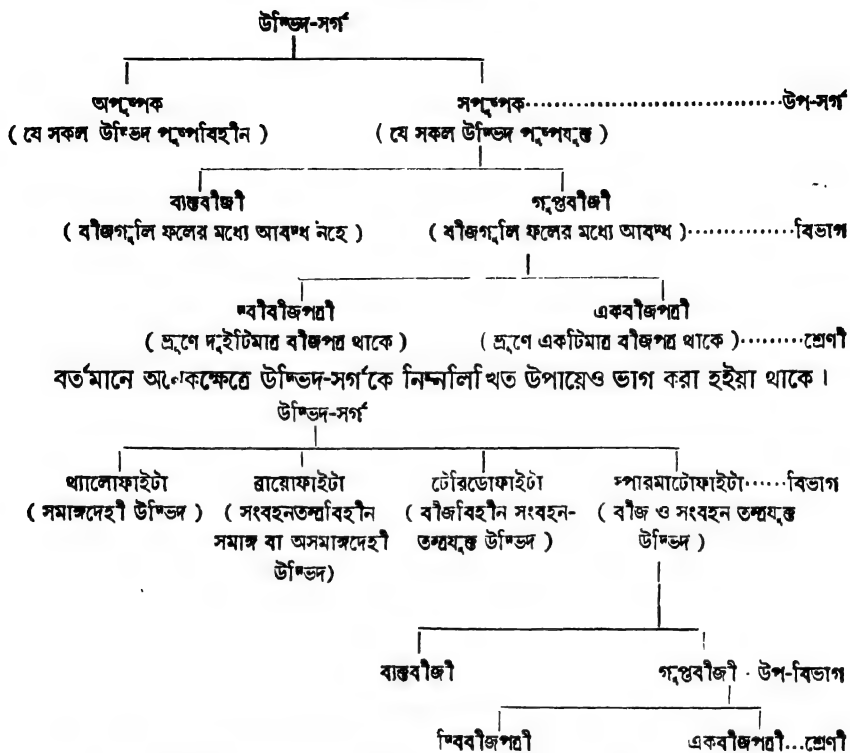 উদ্ভিদ-সর্গ
অপুষ্পক সপুষ্পক........................................উপ-সর্গ
( যে সকল উদ্ভিদ পুষ্পবিহীন ) ( যে সকল উদ্ভিদ পুষ্পযুক্ত )
ব্যক্তবীজী গুপ্তবীজী
( বীজগুলি ফলের মধ্যে আবদ্ধ নহে ) ( বীজগুলি ফলের মধ্যে আবদ্ধ )..................বিভাগ
দ্বিবীজপত্রী একবীজপত্রী
( ভ্রূণে দুইটিমাত্র বীজপত্র থাকে ) ( ভ্রূণে একটিমাত্র বীজপত্র থাকে ).........শ্রেণী
বর্তমানে অনেকক্ষেত্রে উদ্ভিদ-সর্গকে নিম্নলিখিত উপায়েও ভাগ করা হইয়া থাকে ।
উদ্ভিদ-সর্গ
থ্যালোফাইটা ব্রায়োফাইটা টেরিডোফাইটা স্পারমাটোফাইটা......বিভাগ
( সমাঙ্গদেহী উদ্ভিদ ) ( সংবহনতন্ত্রবিহীন ( বীজবিহীন সংবহন- ( বীজ ও সংবহন তন্ত্রযুক্ত
সমাঙ্গ বা অসমাঙ্গদেহী তন্ত্রযুক্ত উদ্ভিদ ) উদ্ভিদ )
উদ্ভিদ)
ব্যক্তবীজী গুপ্তবীজী · উপ-বিভাগ
দ্বিবীজপত্রী একবীজপত্রী...শ্রেণী